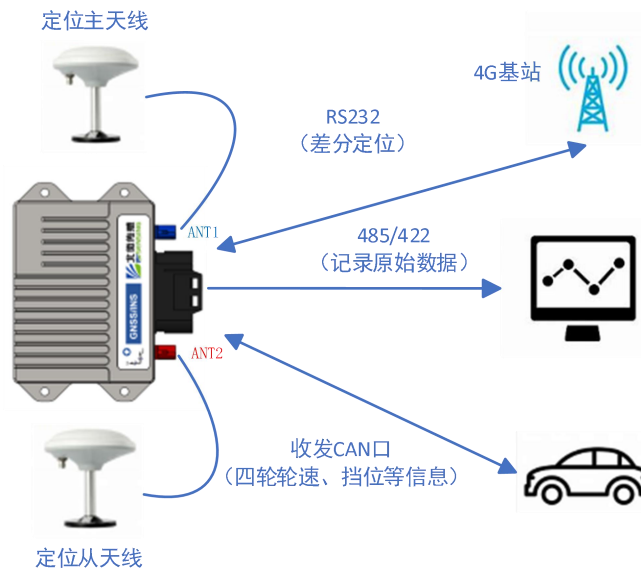 定位主天线
4G基站
RS232
（差分定位）
ANT1
485/422
（记录原始数据）
GNSS/INS
ANT2
收发CAN口
（四轮轮速、挡位等信息）
定位从天线